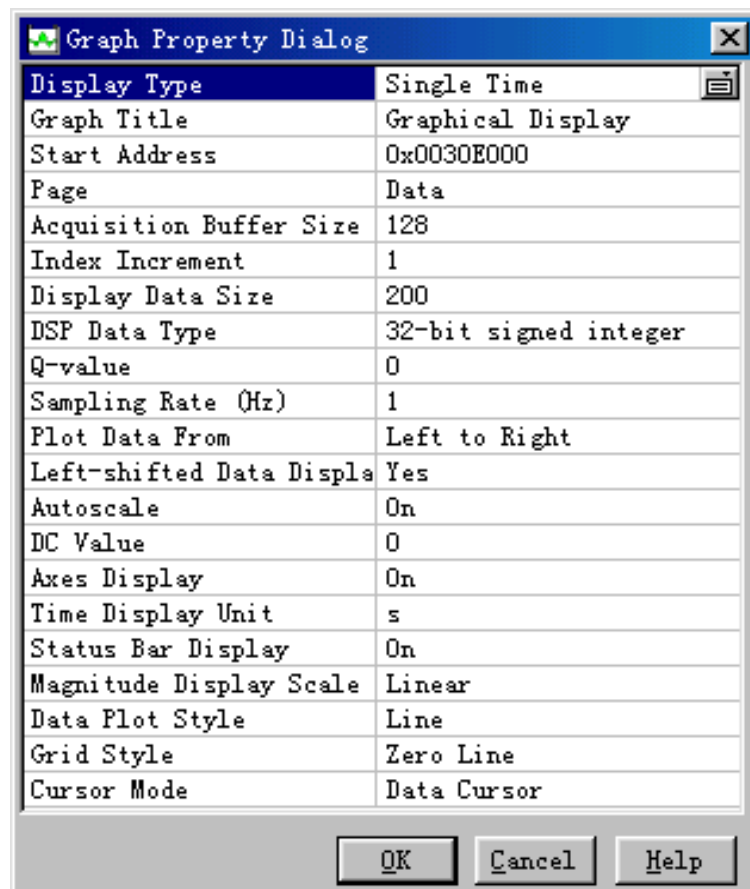 Graph Property Dialog
Display Type Single Time
Graph Title Graphical Display
Start Address 0x0030E000
Page Data
Acquisition Buffer Size 128
Index Increment 1
Display Data Size 200
DSP Data Type 32-bit signed integer
Q-value 0
Sampling Rate (Hz) 1
Plot Data From Left to Right
Left-shifted Data Displa Yes
Autoscale On
DC Value 0
Axes Display On
Time Display Unit s
Status Bar Display On
Magnitude Display Scale Linear
Data Plot Style Line
Grid Style Zero Line
Cursor Mode Data Cursor
OK Cancel Help